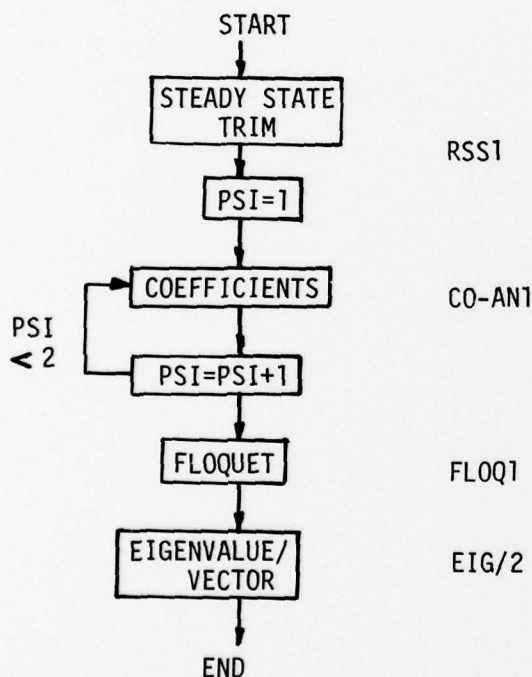 START
STEADY STATE
TRIM
RSS1
PSI=1
COEFFICIENTS
CO-AN1
PSI
< 2
PSI=PSI+1
FLOQUET
FLOQ1
EIGENVALUE/
VECTOR
EIG/2
END